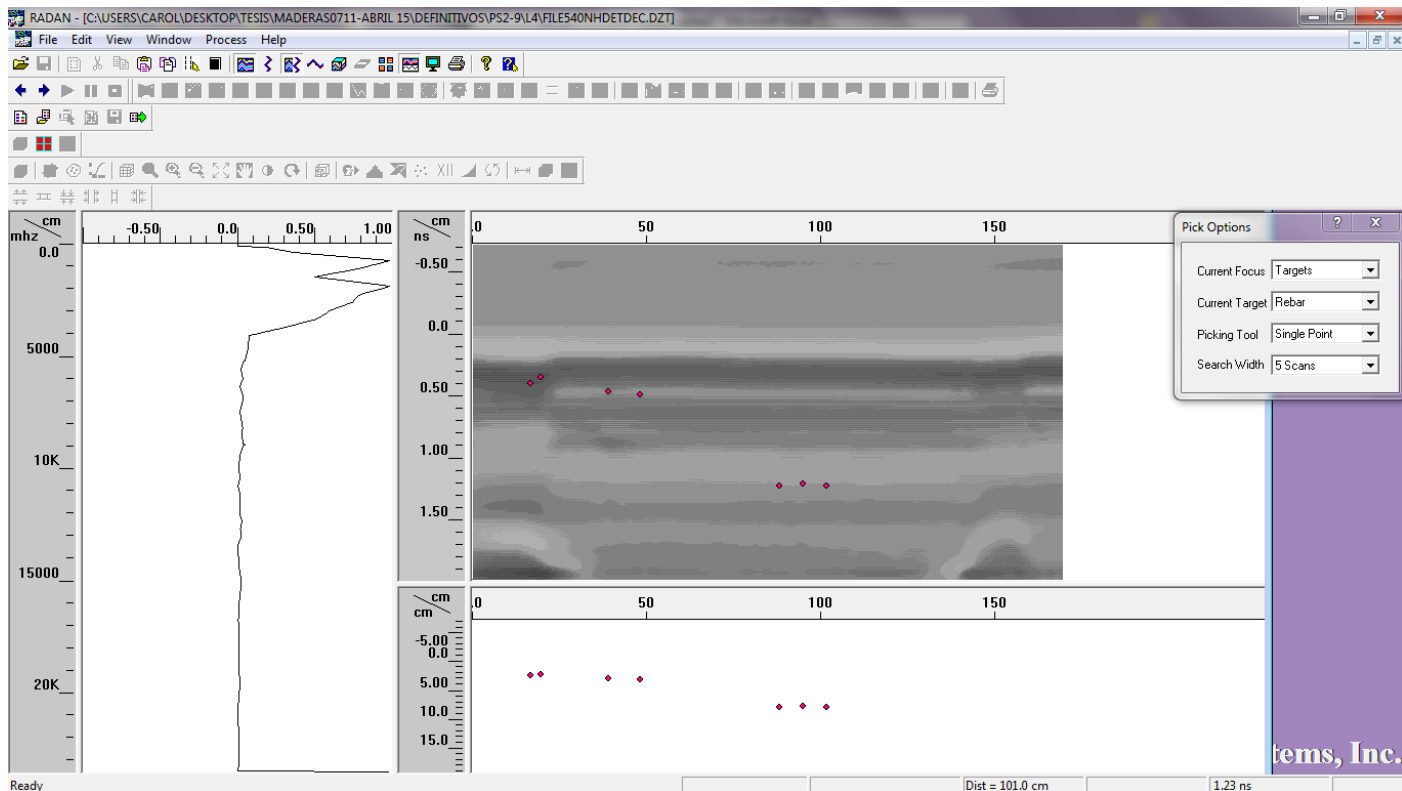 RADAN - [C:\USERS\CAROL\DESKTOP\TESIS\MADERAS0711-ABRIL 15\DEFINITIVOS\PS2-9\L4\FILE540NHDETDEC.DZT]
File Edit View Window Process Help
XII
cm
mhz
-0.50 0.0 0.50 1.00
0.0
5000
10K
15000
20K
cm
ns
.0 50 100 150
-0.50
0.0
0.50
1.00
1.50
cm
cm
.0 50 100 150
-5.00
0.0
5.00
10.0
15.0
Pick Options
Current Focus Targets
Current Target Rebar
Picking Tool Single Point
Search Width 5 Scans
tems, Inc.
Ready Dist = 101.0 cm 1.23 ns